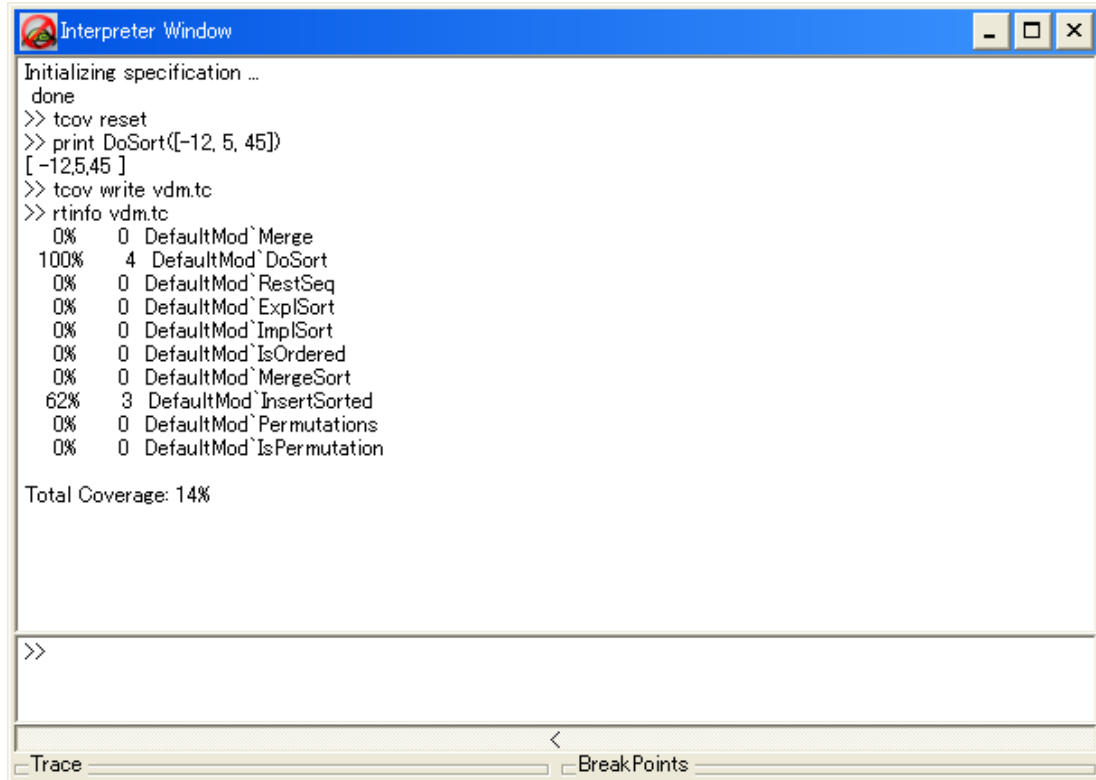 Interpreter Window
Initializing specification ...
done
>> tcov reset
>> print DoSort([-12, 5, 45])
[ -12,5,45 ]
>> tcov write vdm.tc
>> rtinfo vdm.tc
0% 0 DefaultMod`Merge
100% 4 DefaultMod`DoSort
0% 0 DefaultMod`RestSeq
0% 0 DefaultMod`ExplSort
0% 0 DefaultMod`ImplSort
0% 0 DefaultMod`IsOrdered
0% 0 DefaultMod`MergeSort
62% 3 DefaultMod`InsertSorted
0% 0 DefaultMod`Permutations
0% 0 DefaultMod`IsPermutation
Total Coverage: 14%
>>
<
Trace BreakPoints